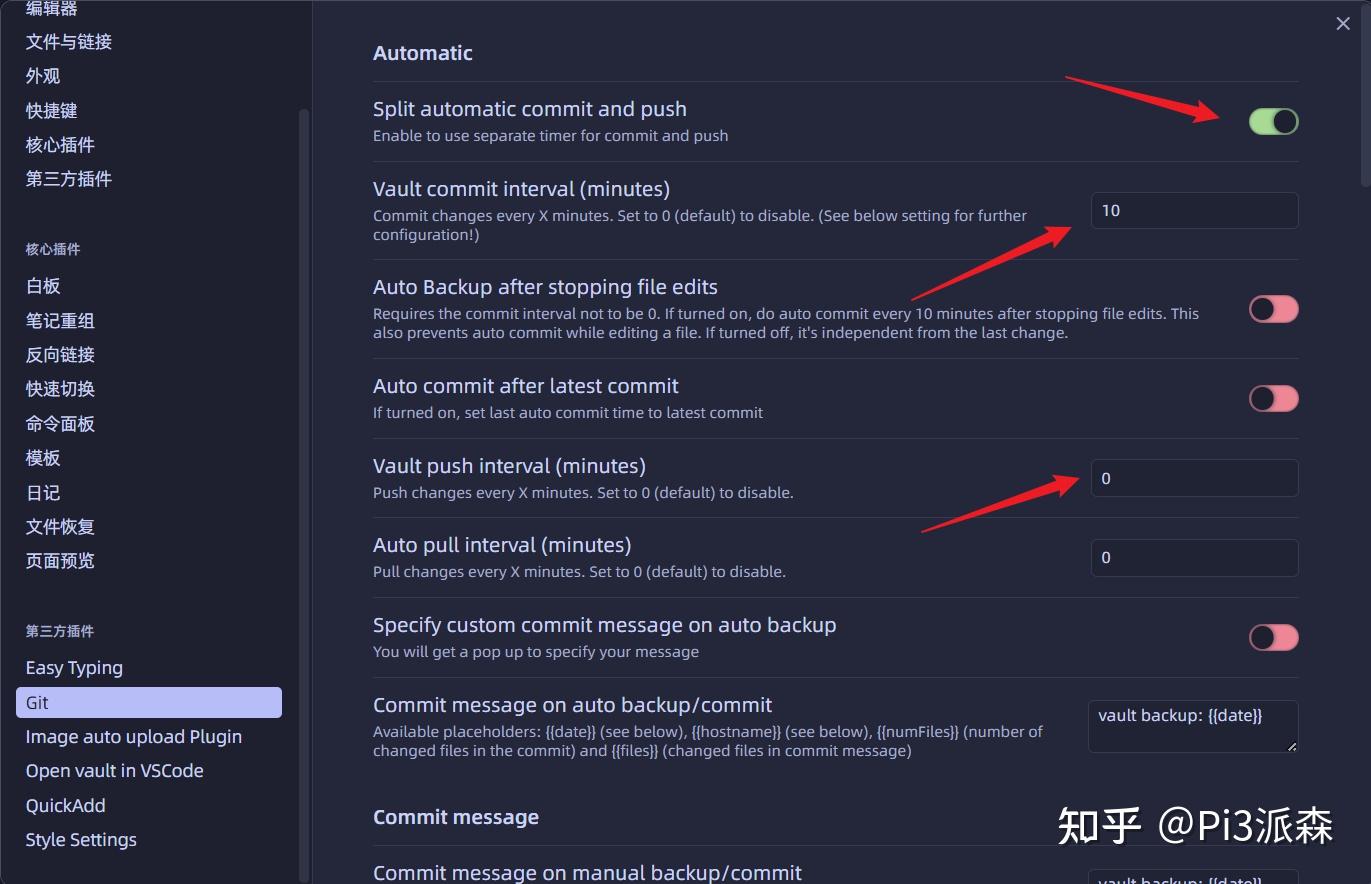 编辑器
文件与链接
外观
快捷键
核心插件
第三方插件
核心插件
白板
笔记重组
反向链接
快速切换
命令面板
模板
日记
文件恢复
页面预览
第三方插件
Easy Typing
Git
Image auto upload Plugin
Open vault in VSCode
QuickAdd
Style Settings
Automatic
Split automatic commit and push
Enable to use separate timer for commit and push
Vault commit interval (minutes)
Commit changes every X minutes. Set to 0 (default) to disable. (See below setting for further
configuration!)
10
Auto Backup after stopping file edits
Requires the commit interval not to be 0. If turned on, do auto commit every 10 minutes after stopping file edits. This
also prevents auto commit while editing a file. If turned off, it's independent from the last change.
Auto commit after latest commit
If turned on, set last auto commit time to latest commit
Vault push interval (minutes)
Push changes every X minutes. Set to 0 (default) to disable.
0
Auto pull interval (minutes)
Pull changes every X minutes. Set to 0 (default) to disable.
0
Specify custom commit message on auto backup
You will get a pop up to specify your message
Commit message on auto backup/commit
Available placeholders: {{date}} (see below), {{hostname}} (see below), {{numFiles}} (number of
changed files in the commit) and {{files}} (changed files in commit message)
vault backup: {{date}}
Commit message
Commit message on manual backup/commit
vault backup: {{date}}
知乎 @Pi3派森